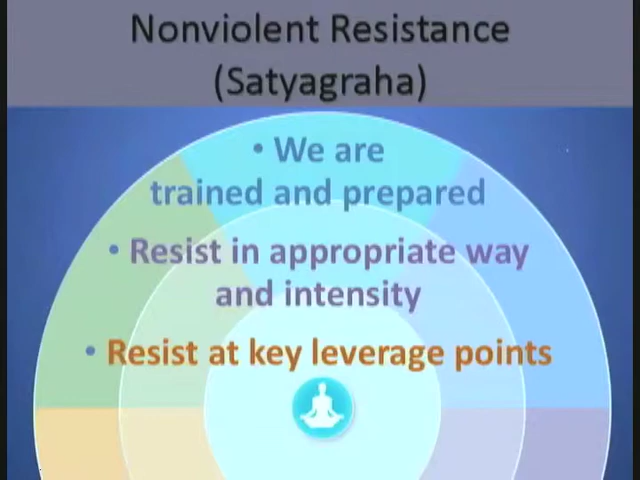 Nonviolent Resistance
(Satyagraha)
• We are
trained and prepared
• Resist in appropriate way
and intensity
• Resist at key leverage points